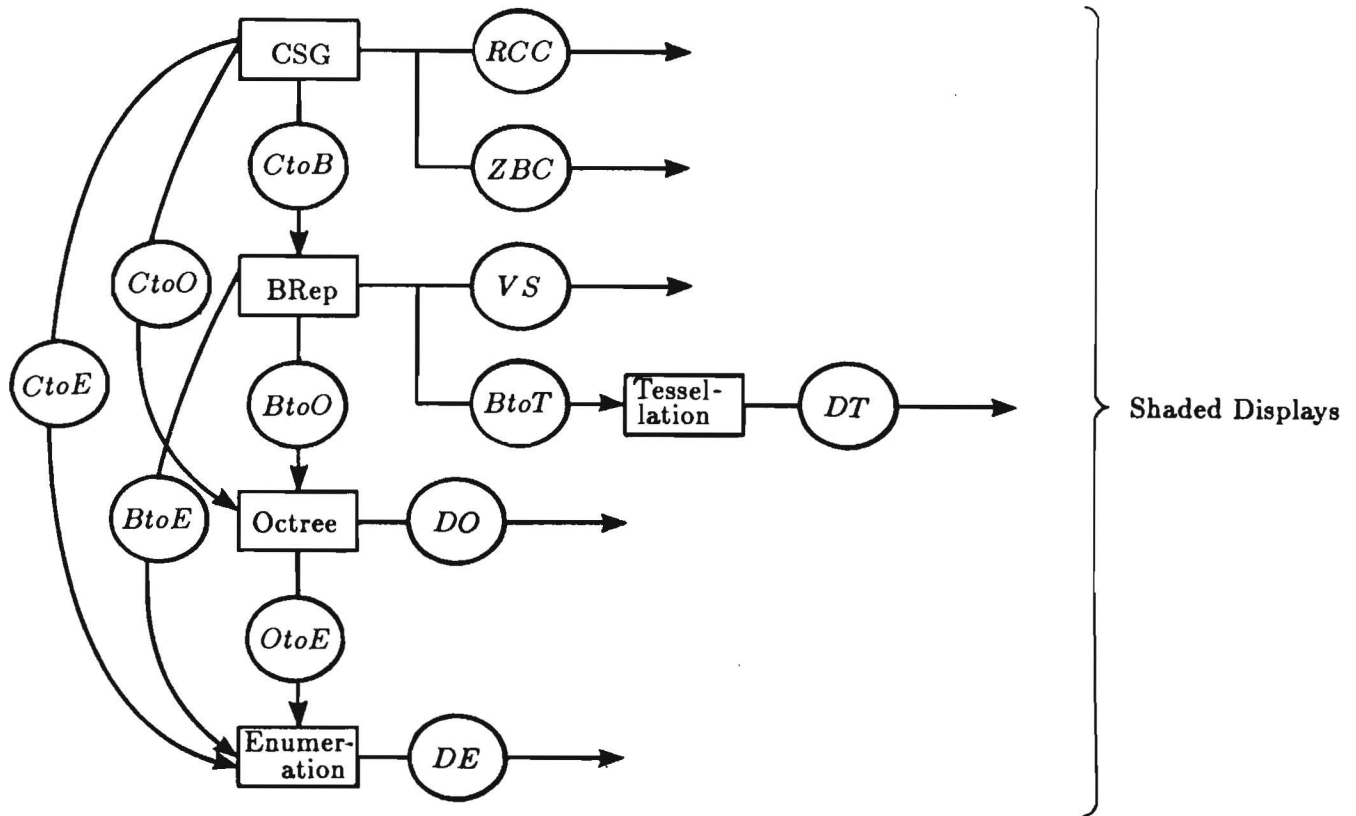 CSG
RCC
CtoB
ZBC
CtoO
BRep
VS
CtoE
BtoO
BtoT
Tessel-
lation
DT
Shaded Displays
BtoE
Octree
DO
OtoE
Enumer-
ation
DE